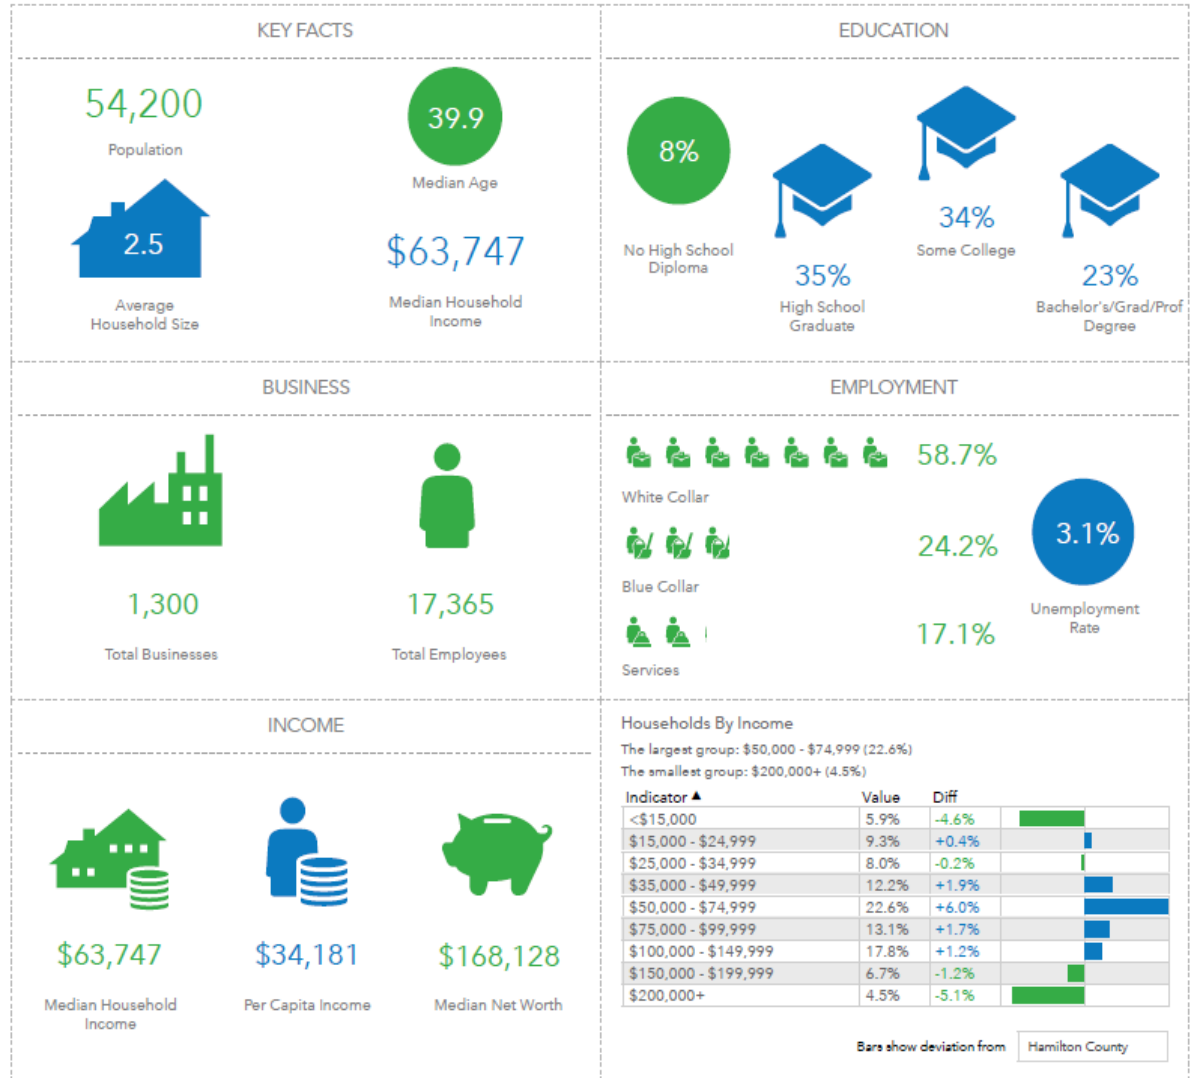 KEY FACTS
54,200
Population
39.9
Median Age
2.5
Average
Household Size
$63,747
Median Household
Income
EDUCATION
8%
No High School
Diploma
35%
High School
Graduate
34%
Some College
23%
Bachelor's/Grad/Prof
Degree
BUSINESS
1,300
Total Businesses
17,365
Total Employees
EMPLOYMENT
58.7%
White Collar
24.2%
Blue Collar
17.1%
Services
3.1%
Unemployment
Rate
INCOME
$63,747
Median Household
Income
$34,181
Per Capita Income
$168,128
Median Net Worth
Households By Income
The largest group: $50,000 - $74,999 (22.6%)
The smallest group: $200,000+ (4.5%)
Indicator ▲ Value Diff
<$15,000 5.9% -4.6%
$15,000 - $24,999 9.3% +0.4%
$25,000 - $34,999 8.0% -0.2%
$35,000 - $49,999 12.2% +1.9%
$50,000 - $74,999 22.6% +6.0%
$75,000 - $99,999 13.1% +1.7%
$100,000 - $149,999 17.8% +1.2%
$150,000 - $199,999 6.7% -1.2%
$200,000+ 4.5% -5.1%
Bars show deviation from Hamilton County